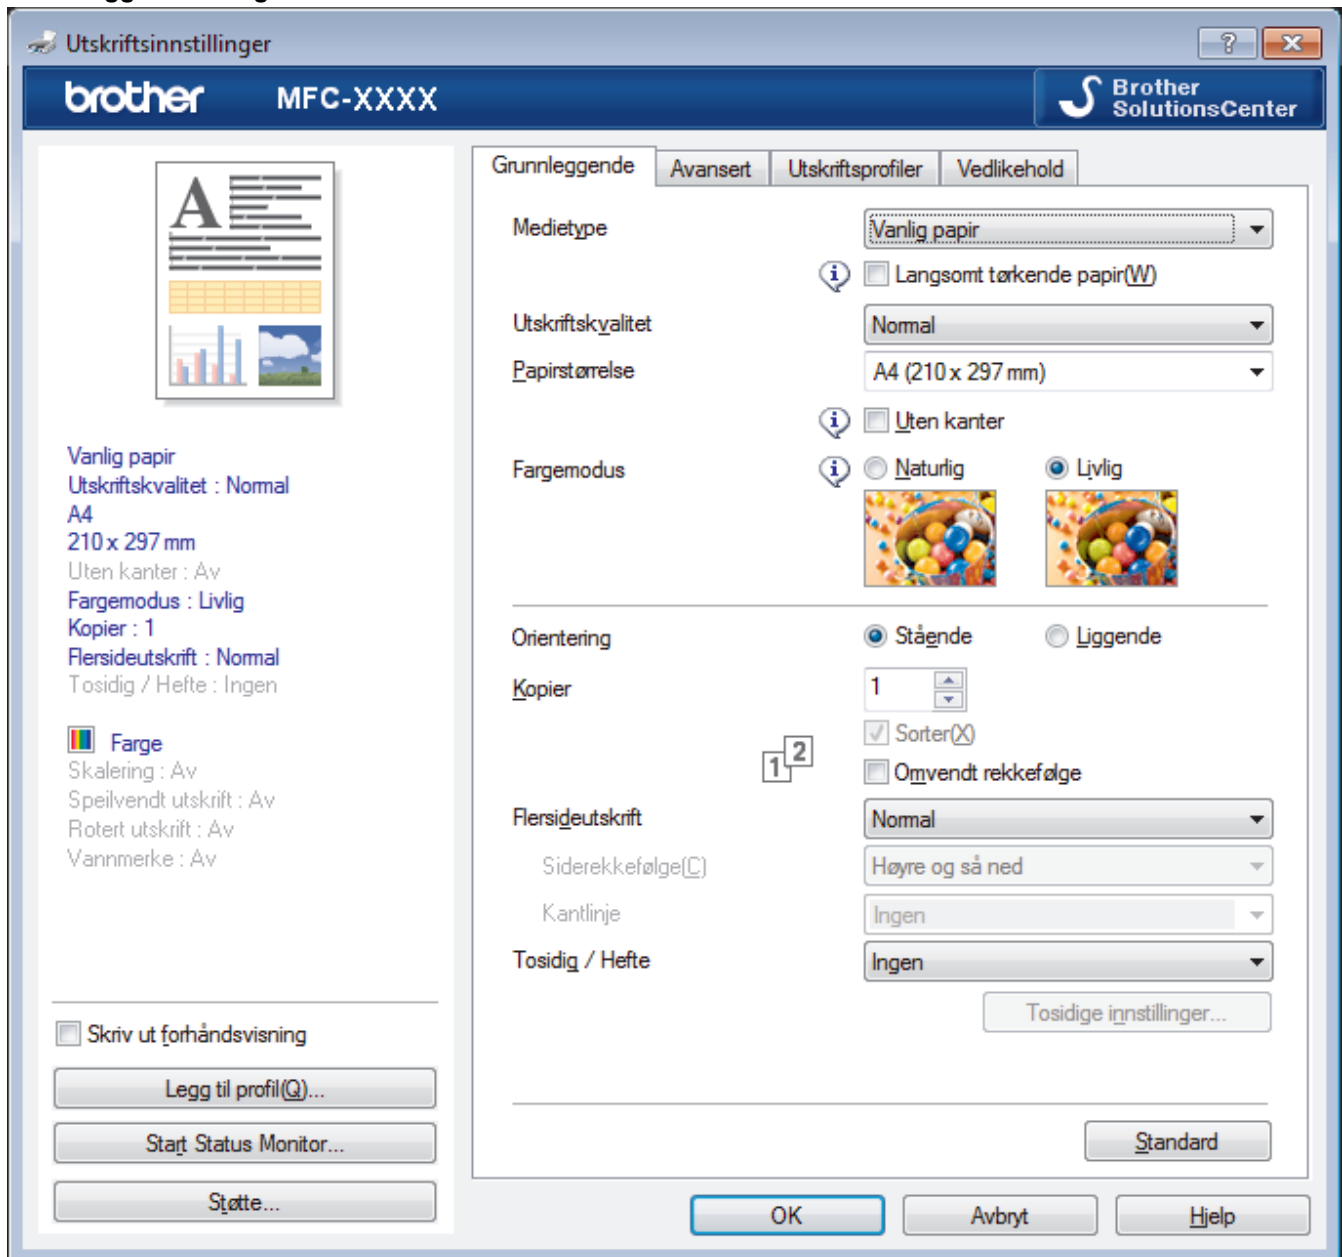 Utskriftsinnstillinger
brother MFC-XXXX
Brother
SolutionsCenter
A
Vanlig papir
Utskriftskvalitet : Normal
A4
210 x 297 mm
Uten kanter : Av
Fargemodus : Livlig
Kopier : 1
Flersideutskrift : Normal
Tosidig / Hefte : Ingen
Farge
Skalering : Av
Speilvendt utskrift : Av
Rotert utskrift : Av
Vannmerke : Av
Skriv ut forhåndsvisning
Legg til profil(Q)...
Start Status Monitor...
Støtte...
Grunnleggende Avansert Utskriftsprofiler Vedlikehold
Medietype Vanlig papir
Langsomt tørkende papir(W)
Utskriftskvalitet Normal
Papirstørrelse A4 (210 x 297 mm)
Uten kanter
Fargemodus Naturlig Livlig
Orientering Stående Liggende
Kopier 1
Sorter(X)
1 2
Omvendt rekkefølge
Flersideutskrift Normal
Siderekkefølge(C) Høyre og så ned
Kantlinje Ingen
Tosidig / Hefte Ingen
Tosidige innstillinger...
Standard
OK Avbryt Hjelp